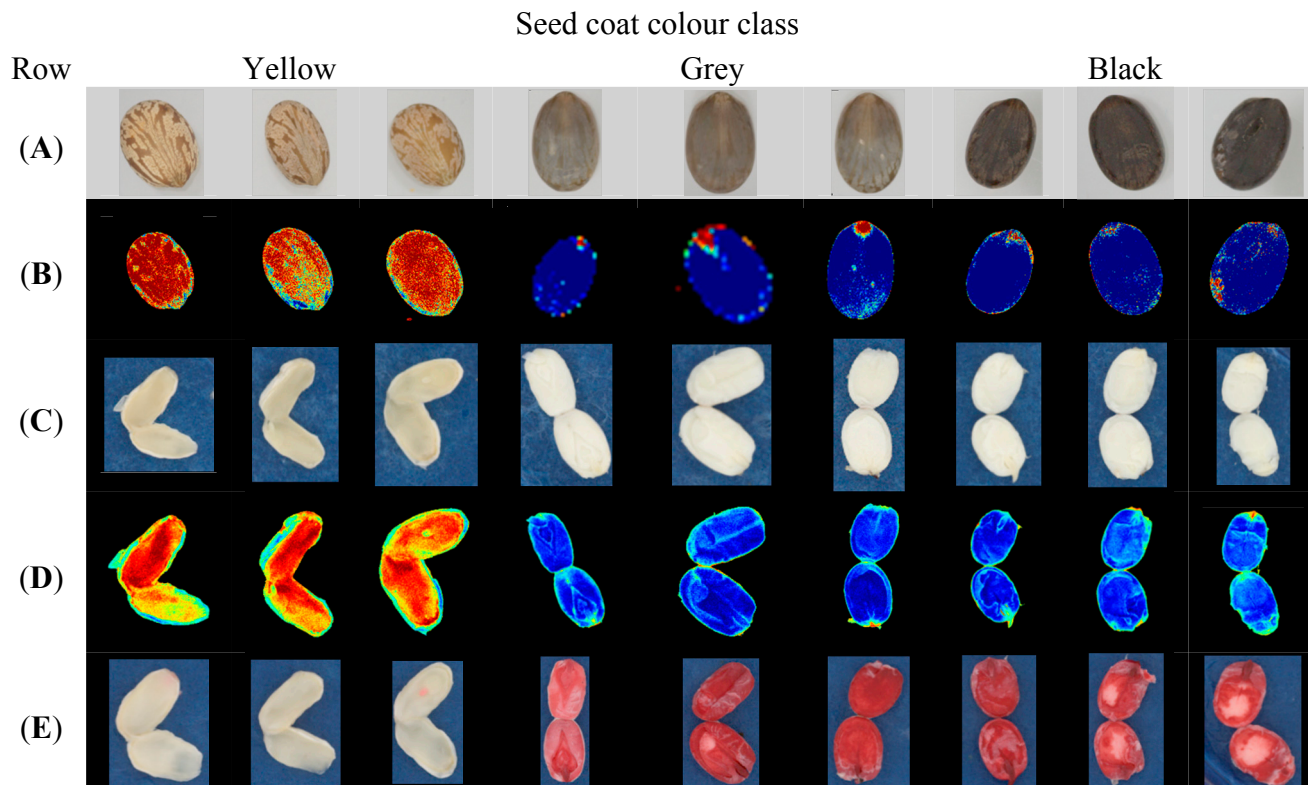 Seed coat colour class
Row Yellow Grey Black
(A)
(B)
(C)
(D)
(E)